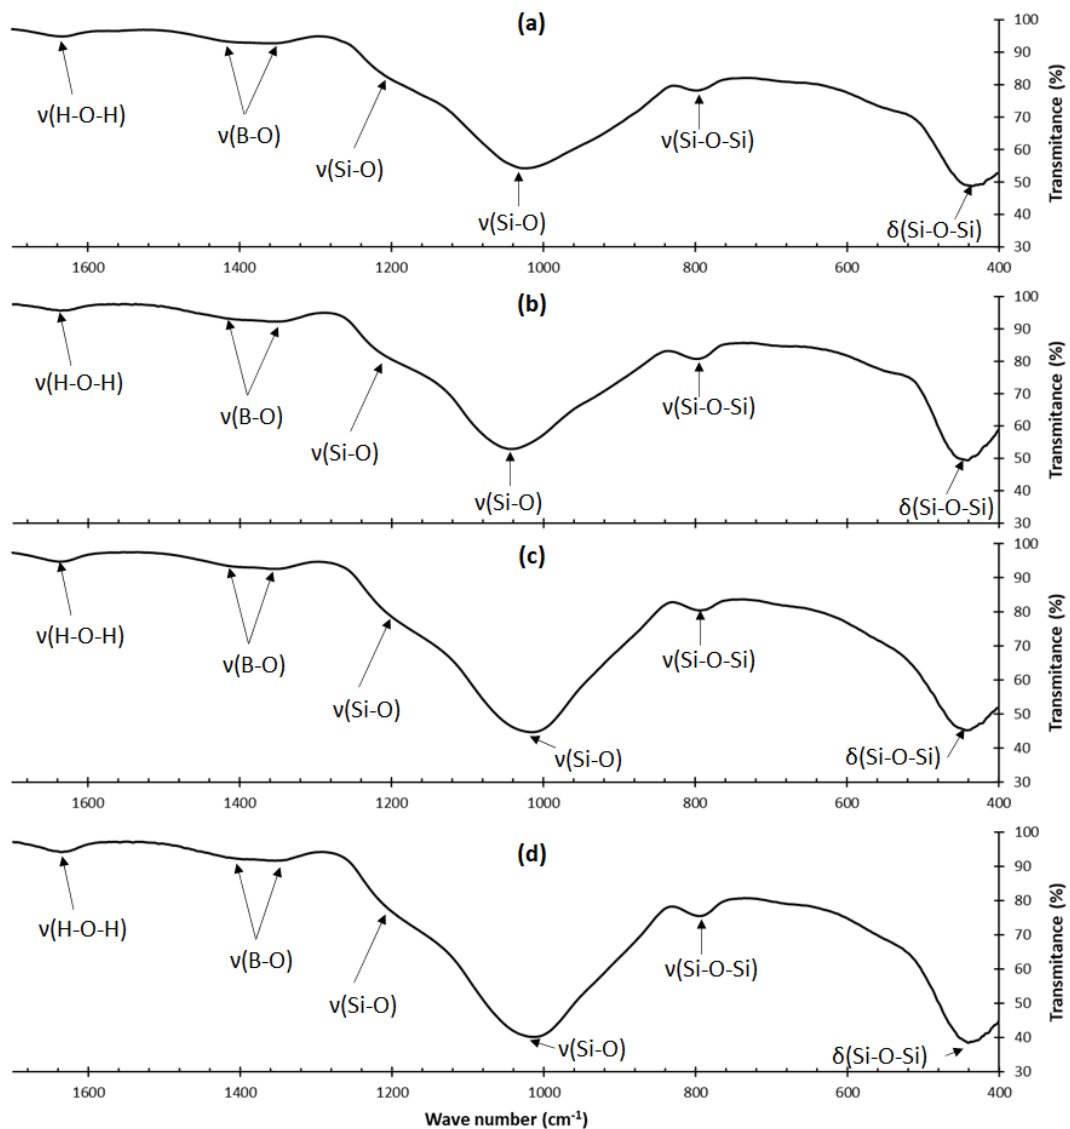 (a)
100
90
80
70
60
50
40
30
Transmitance (%)
ν(H-O-H)
ν(B-O)
ν(Si-O)
ν(Si-O)
ν(Si-O-Si)
δ(Si-O-Si)
1600 1400 1200 1000 800 600 400
(b)
100
90
80
70
60
50
40
30
Transmitance (%)
ν(H-O-H)
ν(B-O)
ν(Si-O)
ν(Si-O)
ν(Si-O-Si)
δ(Si-O-Si)
1600 1400 1200 1000 800 600 400
(c)
100
90
80
70
60
50
40
30
Transmitance (%)
ν(H-O-H)
ν(B-O)
ν(Si-O)
ν(Si-O)
ν(Si-O-Si)
δ(Si-O-Si)
1600 1400 1200 1000 800 600 400
(d)
100
90
80
70
60
50
40
30
Transmitance (%)
ν(H-O-H)
ν(B-O)
ν(Si-O)
ν(Si-O)
ν(Si-O-Si)
δ(Si-O-Si)
1600 1400 1200 1000 800 600 400
Wave number (cm⁻¹)